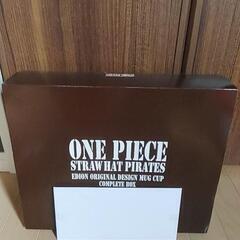 ONE PIECE
STRAW HAT PIRATES
EDION ORIGINAL DESIGN MUG CUP
COMPLETE BOX